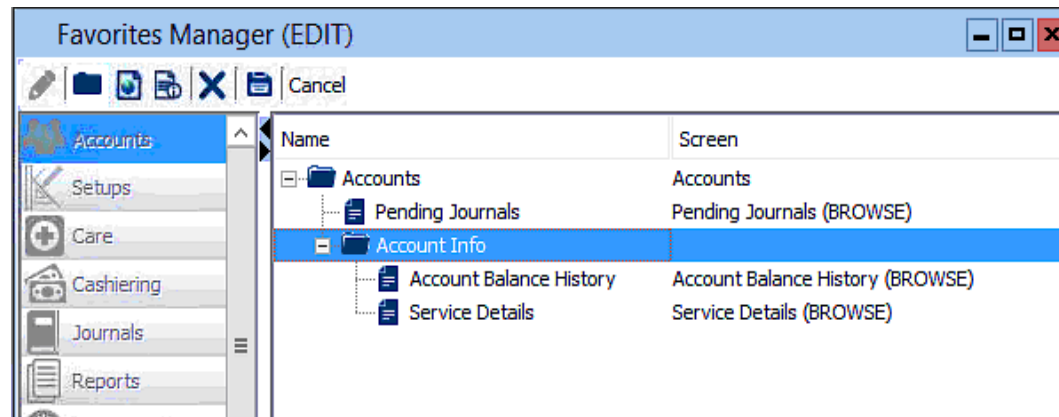 Favorites Manager (EDIT)
Cancel
Accounts
Setups
Care
Cashiering
Journals
Reports
Name Screen
Accounts Accounts
Pending Journals Pending Journals (BROWSE)
Account Info
Account Balance History Account Balance History (BROWSE)
Service Details Service Details (BROWSE)